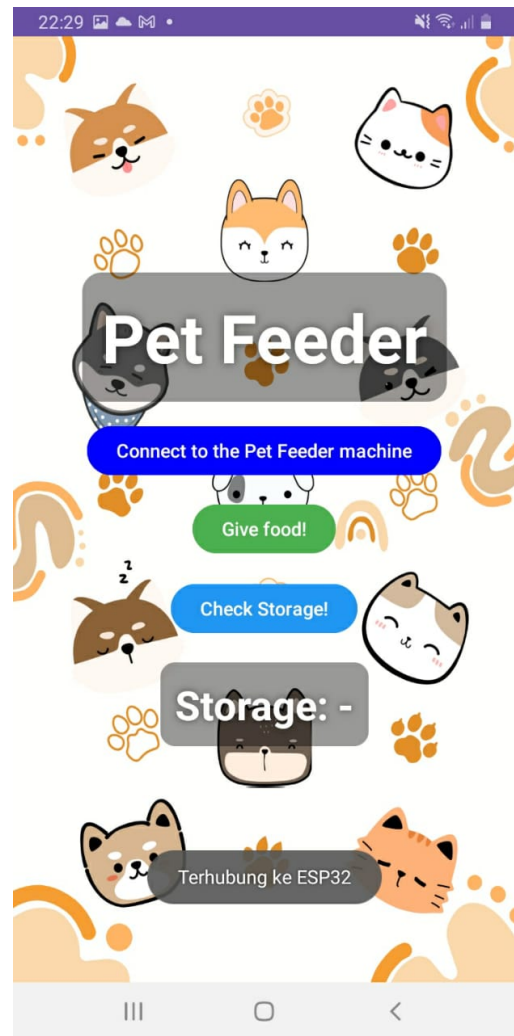 22:29
Pet Feeder
Connect to the Pet Feeder machine
Give food!
z
z
Check Storage!
Storage: -
Terhubung ke ESP32